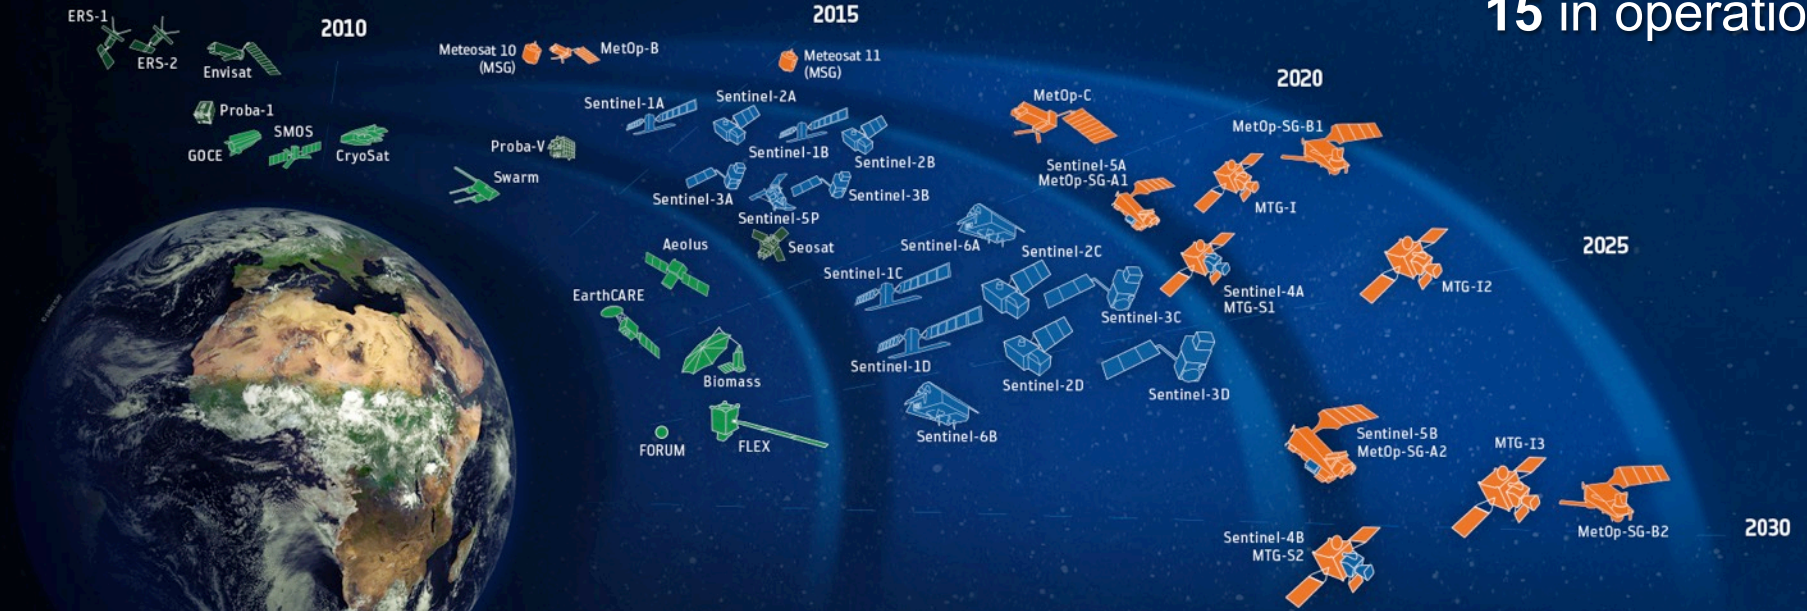 15 in operatio
ERS-1
2010
2015
ERS-2
Envisat
Meteosat 10
(MSG)
MetOp-B
Meteosat 11
(MSG)
2020
Proba-1
Sentinel-1A
Sentinel-2A
MetOp-C
MetOp-SG-B1
GOCE
SMOS
CryoSat
Proba-V
Sentinel-1B
Sentinel-2B
Swarm
Sentinel-3A
Sentinel-5P
Sentinel-3B
Sentinel-5A
MetOp-SG-A1
MTG-I
Aeolus
Seosat
Sentinel-6A
Sentinel-2C
2025
EarthCARE
Sentinel-1C
Sentinel-3C
Sentinel-4A
MTG-S1
MTG-I2
Biomass
Sentinel-1D
Sentinel-2D
Sentinel-3D
FORUM
FLEX
Sentinel-6B
Sentinel-5B
MetOp-SG-A2
MTG-I3
MetOp-SG-B2
2030
Sentinel-4B
MTG-S2